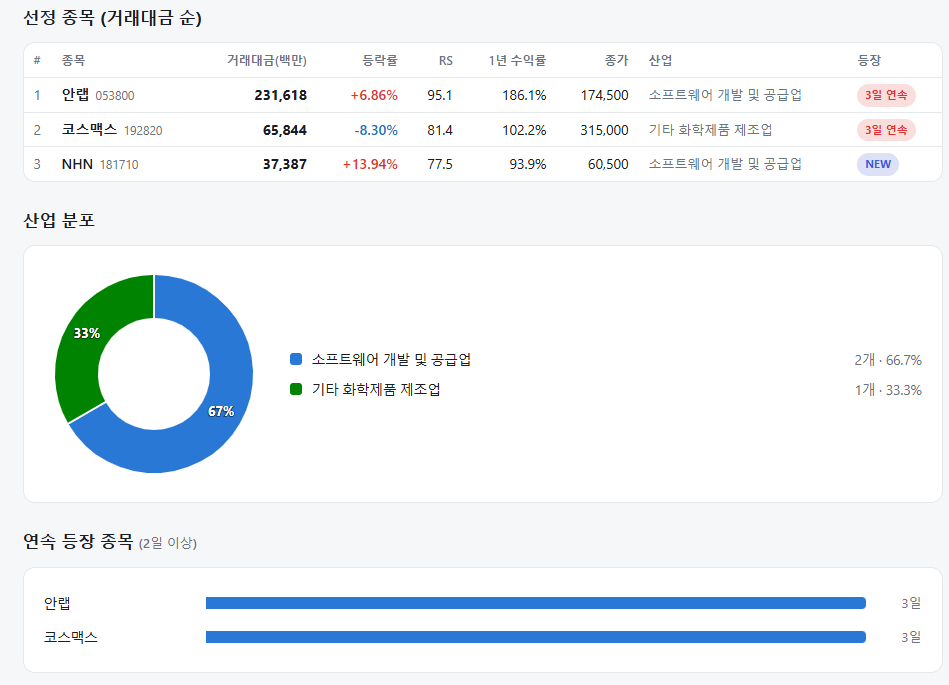 선정 종목 (거래대금 순)
# 종목 거래대금(백만) 등락률 RS 1년 수익률 종가 산업 등장
1 안랩 053800 231,618 +6.86% 95.1 186.1% 174,500 소프트웨어 개발 및 공급업 3일 연속
2 코스맥스 192820 65,844 -8.30% 81.4 102.2% 315,000 기타 화학제품 제조업 3일 연속
3 NHN 181710 37,387 +13.94% 77.5 93.9% 60,500 소프트웨어 개발 및 공급업 NEW
산업 분포
33%
67%
소프트웨어 개발 및 공급업 2개 · 66.7%
기타 화학제품 제조업 1개 · 33.3%
연속 등장 종목 (2일 이상)
안랩 3일
코스맥스 3일